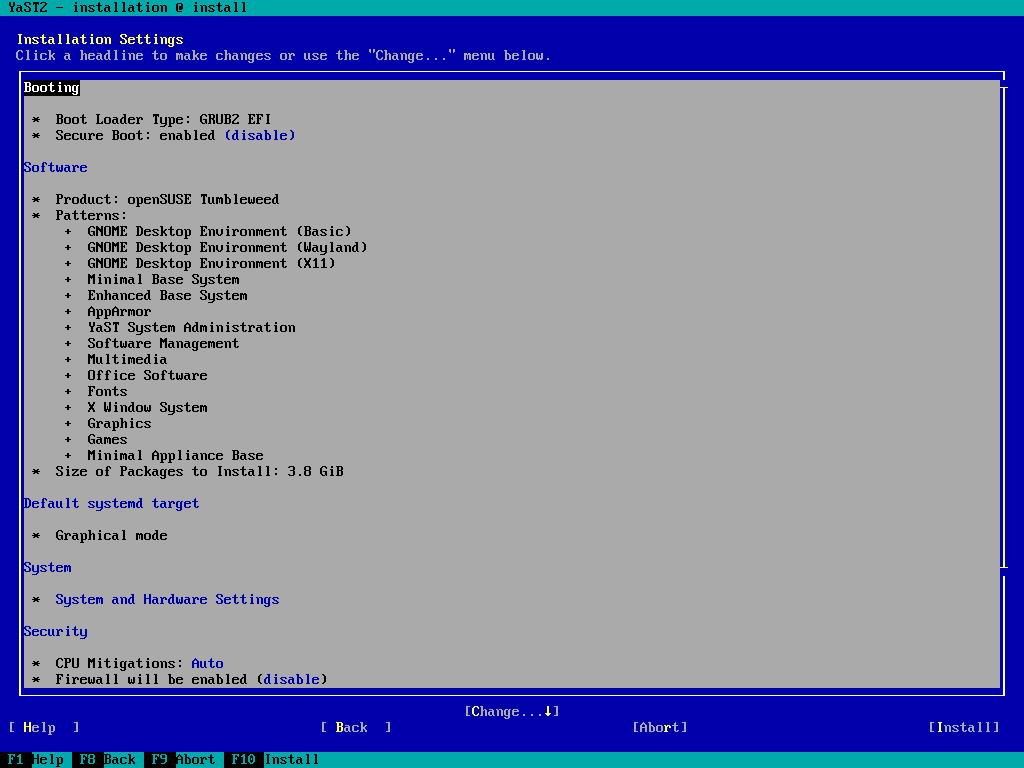 YaST2 - installation @ install
Installation Settings
Click a headline to make changes or use the "Change..." menu below.
Booting
* Boot Loader Type: GRUB2 EFI
* Secure Boot: enabled (disable)
Software
* Product: openSUSE Tumbleweed
* Patterns:
+ GNOME Desktop Environment (Basic)
+ GNOME Desktop Environment (Wayland)
+ GNOME Desktop Environment (X11)
+ Minimal Base System
+ Enhanced Base System
+ AppArmor
+ YaST System Administration
+ Software Management
+ Multimedia
+ Office Software
+ Fonts
+ X Window System
+ Graphics
+ Games
+ Minimal Appliance Base
* Size of Packages to Install: 3.8 GiB
Default systemd target
* Graphical mode
System
* System and Hardware Settings
Security
* CPU Mitigations: Auto
* Firewall will be enabled (disable)
[Change...↓]
[ Help ] [ Back ] [Abort] [Install]
F1 Help F8 Back F9 Abort F10 Install